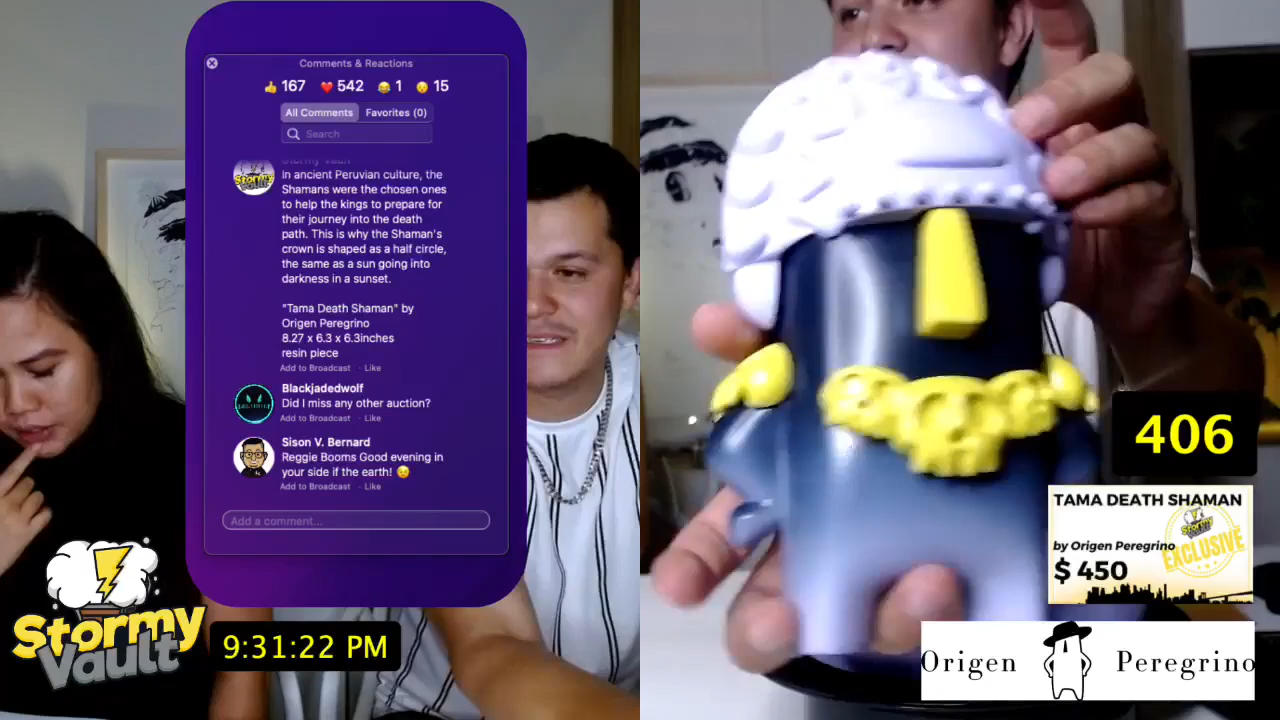 Comments & Reactions
👍 167 ❤️ 542 😂 1 😯 15
All Comments Favorites (0)
Search
Stormy Vault
In ancient Peruvian culture, the
Shamans were the chosen ones
to help the kings to prepare for
their journey into the death
path. This is why the Shaman's
crown is shaped as a half circle,
the same as a sun going into
darkness in a sunset.
"Tama Death Shaman" by
Origen Peregrino
8.27 x 6.3 x 6.3inches
resin piece
Add to Broadcast · Like
Blackjadedwolf
Did I miss any other auction?
Add to Broadcast · Like
Sison V. Bernard
Reggie Booms Good evening in
your side if the earth! 😉
Add to Broadcast · Like
Add a comment...
Stormy
Vault
9:31:22 PM
406
TAMA DEATH SHAMAN
by Origen Peregrino
$ 450
Stormy
EXCLUSIVE
Origen Peregrino